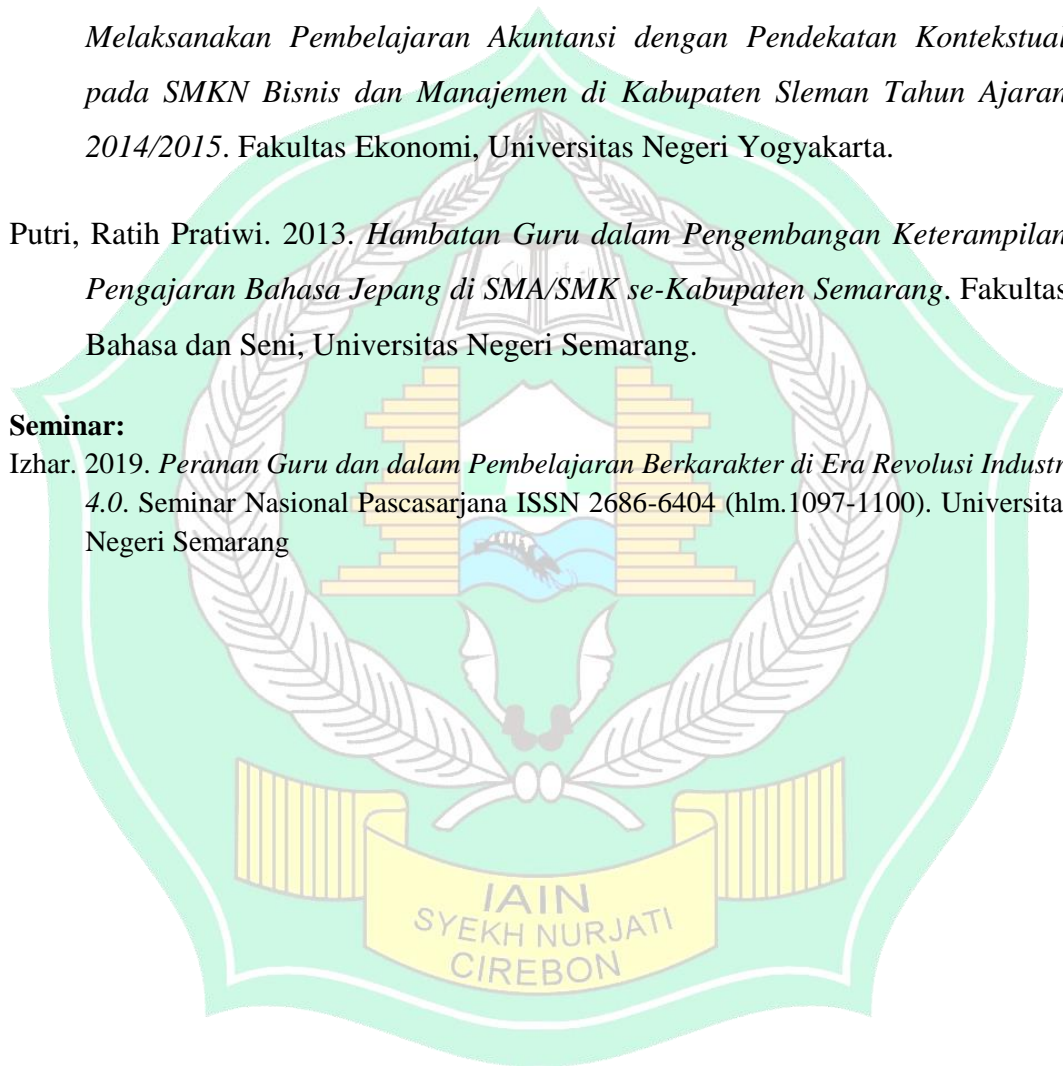 Melaksanakan Pembelajaran Akuntansi dengan Pendekatan Kontekstual
pada SMKN Bisnis dan Manajemen di Kabupaten Sleman Tahun Ajaran
2014/2015. Fakultas Ekonomi, Universitas Negeri Yogyakarta.
Putri, Ratih Pratiwi. 2013. Hambatan Guru dalam Pengembangan Keterampilan
Pengajaran Bahasa Jepang di SMA/SMK se-Kabupaten Semarang. Fakultas
Bahasa dan Seni, Universitas Negeri Semarang.
Seminar:
Izhar. 2019. Peranan Guru dan dalam Pembelajaran Berkarakter di Era Revolusi Industr
4.0. Seminar Nasional Pascasarjana ISSN 2686-6404 (hlm.1097-1100). Universita
Negeri Semarang
IAIN
SYEKH NURJATI
CIREBON